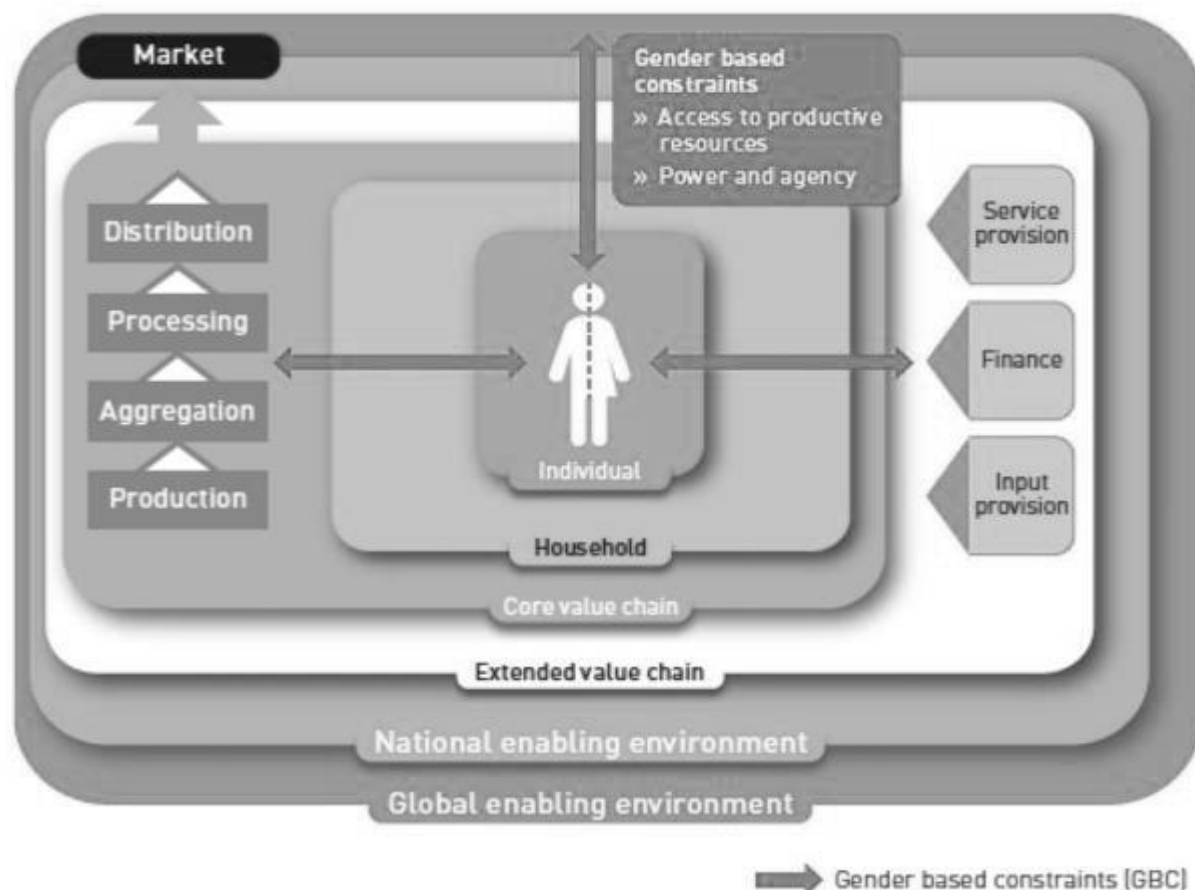 Market
Gender based
constraints
» Access to productive
resources
» Power and agency
Distribution
Processing
Aggregation
Production
Service
provision
Finance
Input
provision
Individual
Household
Core value chain
Extended value chain
National enabling environment
Global enabling environment
Gender based constraints (GBC)